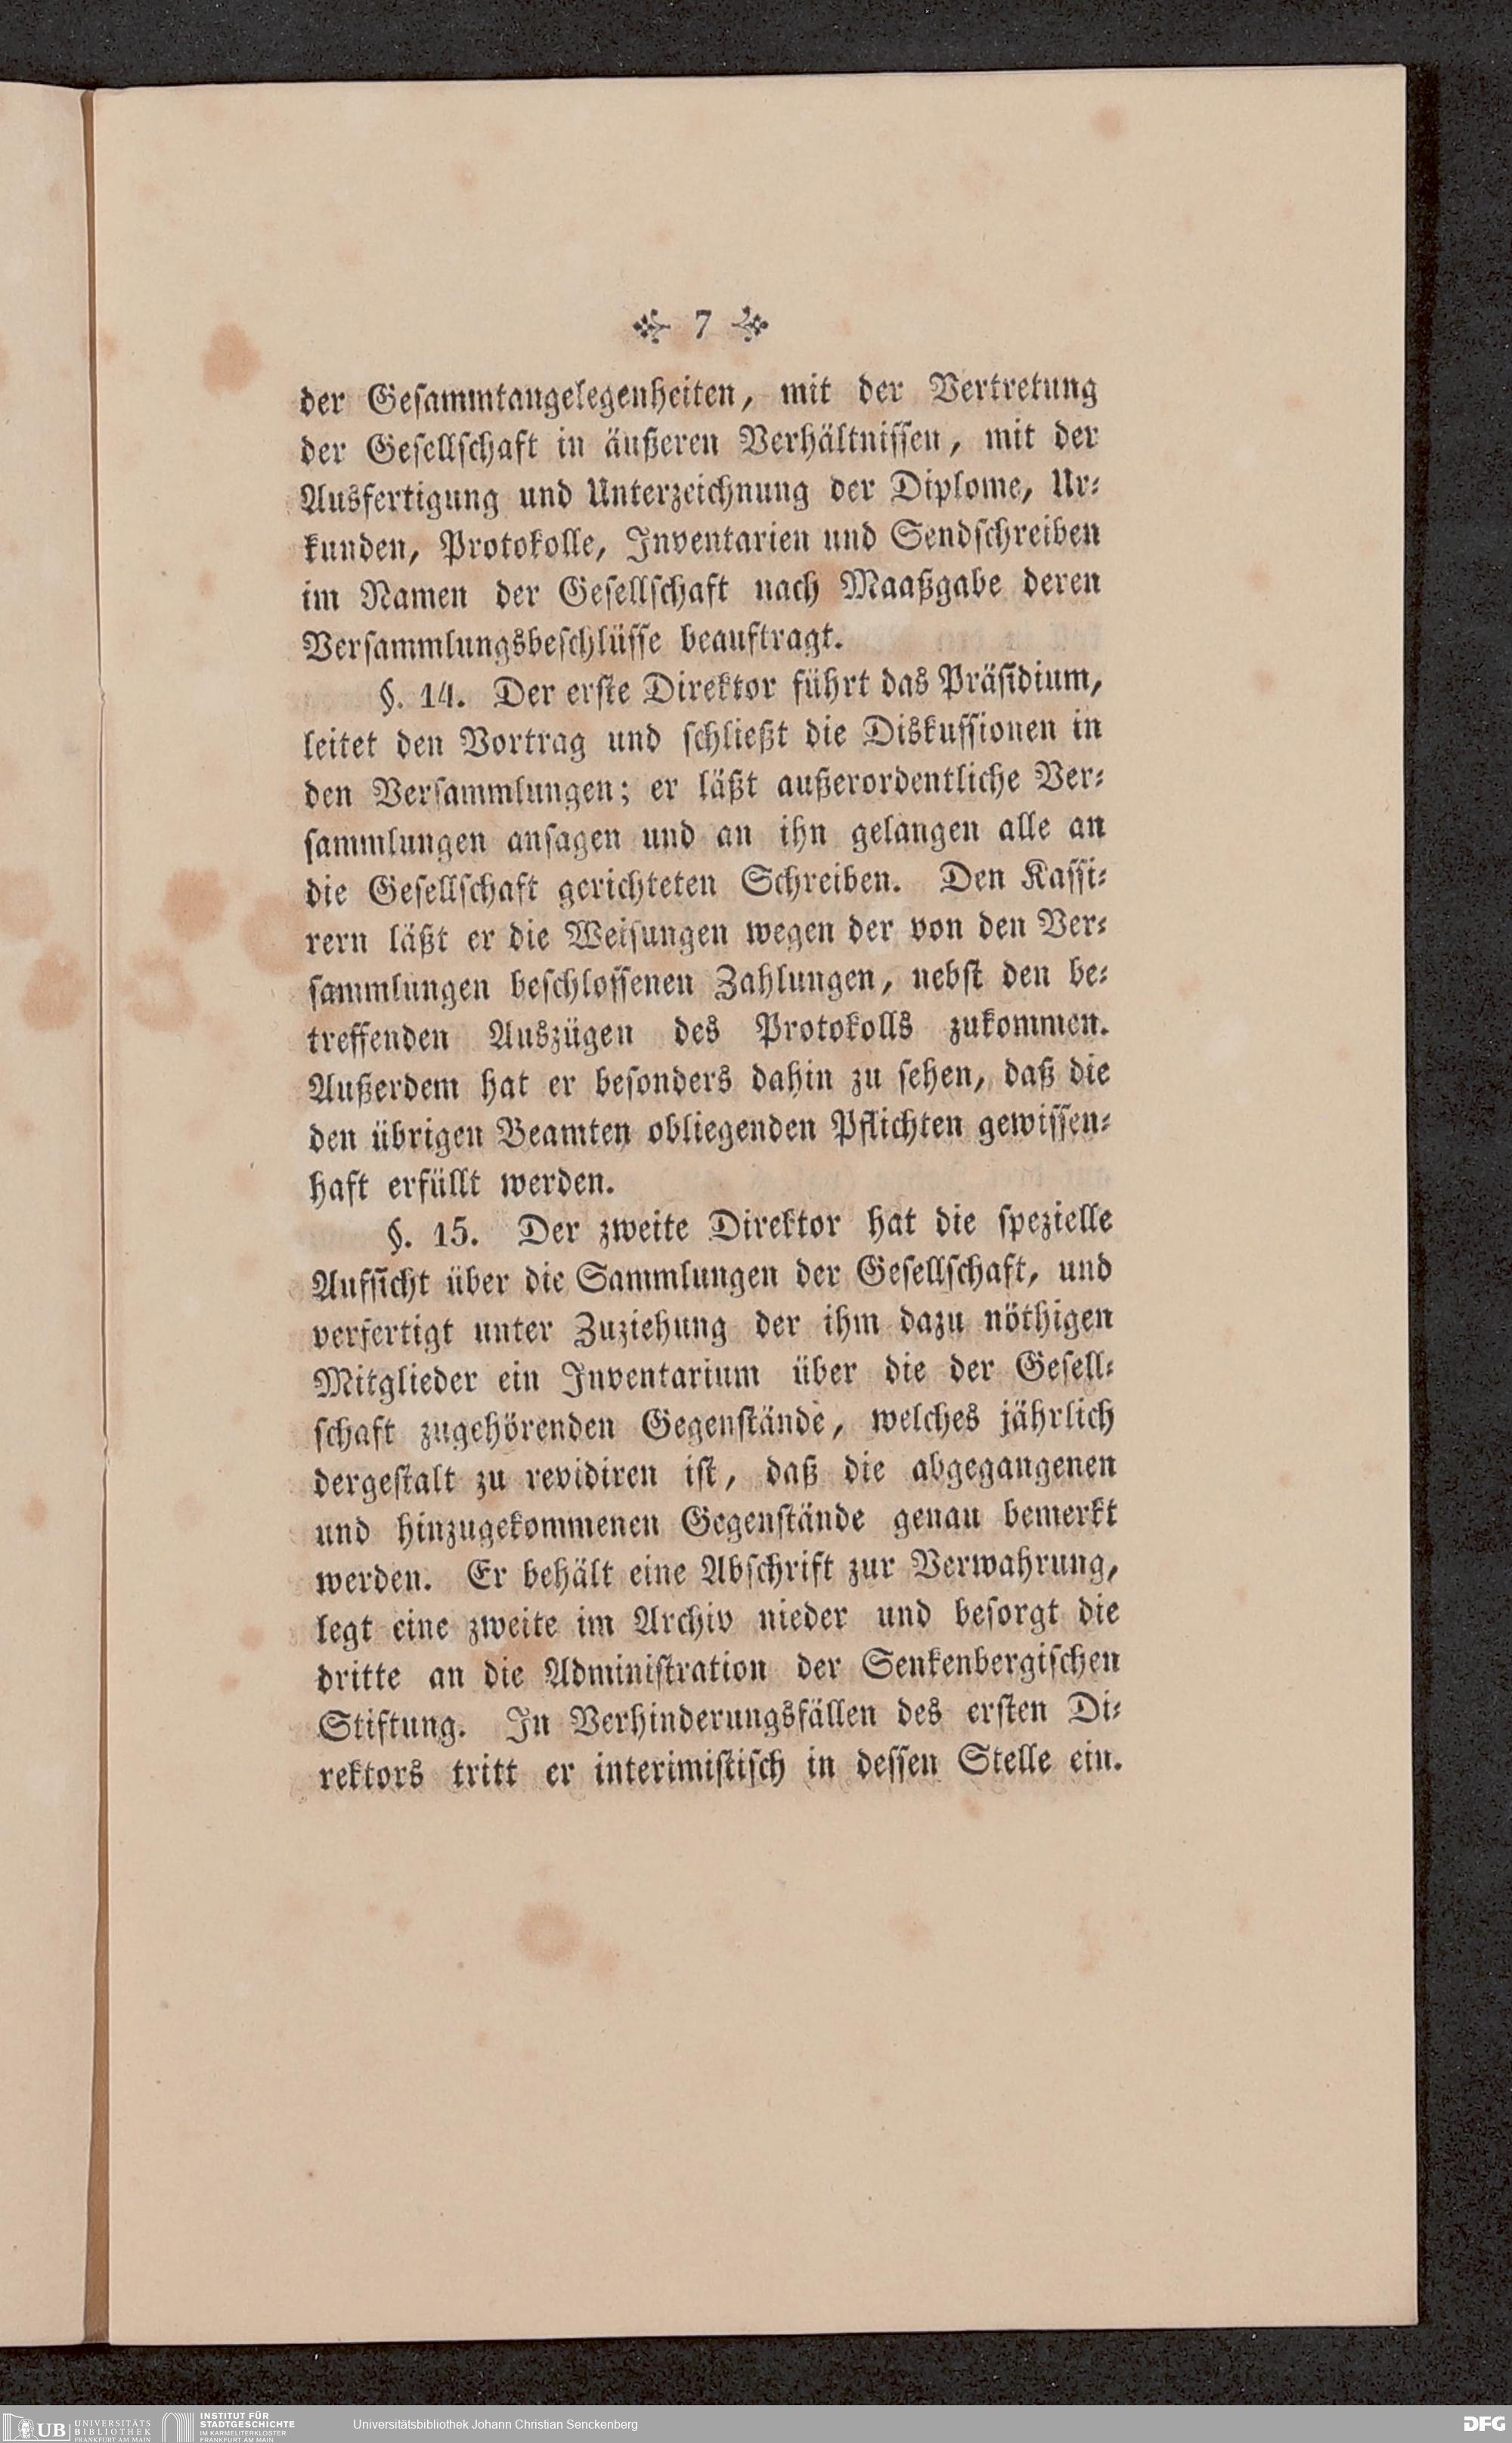 7
der Gesammtangelegenheiten, mit der Vertretung
der Gesellschaft in äußeren Verhältnissen, mit der
Ausfertigung und Unterzeichnung der Diplome, Ur-
kunden, Protokolle, Inventarien und Sendschreiben
im Namen der Gesellschaft nach Maaßgabe deren
Versammlungsbeschlüsse beauftragt.
§. 14. Der erste Direktor führt das Präsidium,
leitet den Vortrag und schließt die Diskussionen in
den Versammlungen; er läßt außerordentliche Ver-
sammlungen ansagen und an ihn gelangen alle an
die Gesellschaft gerichteten Schreiben. Den Kassi-
rern läßt er die Weisungen wegen der von den Ver-
sammlungen beschlossenen Zahlungen, nebst den be-
treffenden Auszügen des Protokolls zukommen.
Außerdem hat er besonders dahin zu sehen, daß die
den übrigen Beamten obliegenden Pflichten gewissen-
haft erfüllt werden.
§. 15. Der zweite Direktor hat die spezielle
Aufsicht über die Sammlungen der Gesellschaft, und
verfertigt unter Zuziehung der ihm dazu nöthigen
Mitglieder ein Inventarium über die der Gesell-
schaft zugehörenden Gegenstände, welches jährlich
dergestalt zu revidiren ist, daß die abgegangenen
und hinzugekommenen Gegenstände genau bemerkt
werden. Er behält eine Abschrift zur Verwahrung,
legt eine zweite im Archiv nieder und besorgt die
dritte an die Administration der Senkenbergischen
Stiftung. In Verhinderungsfällen des ersten Di-
rektors tritt er interimistisch in dessen Stelle ein.
UB UNIVERSITÄTS
BIBLIOTHEK
FRANKFURT AM MAIN
INSTITUT FÜR
STADTGESCHICHTE
IM KARMELITERKLOSTER
FRANKFURT AM MAIN
Universitätsbibliothek Johann Christian Senckenberg
DFG